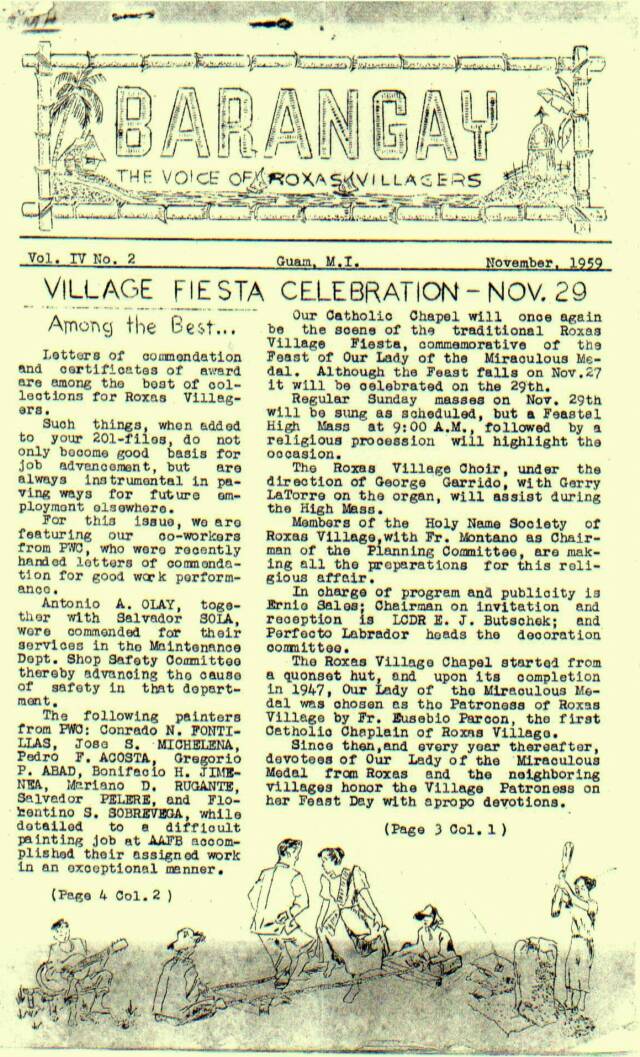 BARANGAY
THE VOICE OF ROXAS VILLAGERS
Vol. IV No. 2 Guam, M.I. November, 1959
VILLAGE FIESTA CELEBRATION - NOV. 29
Among the Best...
Letters of commendation
and certificates of award
are among the best of col-
lections for Roxas Villag-
ers.
Such things, when added
to your 201-files, do not
only become good basis for
job advancement, but are
always instrumental in pa-
ving ways for future em-
ployment elsewhere.
For this issue, we are
featuring our co-workers
from PWC, who were recently
handed letters of commenda-
tion for good work perform-
ance.
Antonio A. OLAY, toge-
ther with Salvador SOLA,
were commended for their
services in the Maintenance
Dept. Shop Safety Committee
thereby advancing the cause
of safety in that depart-
ment.
The following painters
from PWC: Conrado N. FONTI-
LLAS, Jose S. MICHELENA,
Pedro F. ACOSTA, Gregorio
P. ABAD, Bonifacio H. JIME-
NEA, Mariano D. RUGANTE,
Salvador PELERE, and Flo-
rentino S. SOBREVEGA, while
detailed to a difficult
painting job at AAFB accom-
plished their assigned work
in an exceptional manner.
(Page 4 Col.2 )
Our Catholic Chapel will once again
be the scene of the traditional Roxas
Village Fiesta, commemorative of the
Feast of Our Lady of the Miraculous Me-
dal. Although the Feast falls on Nov.27
it will be celebrated on the 29th.
Regular Sunday masses on Nov. 29th
will be sung as scheduled, but a Feastel
High Mass at 9:00 A.M., followed by a
religious procession will highlight the
occasion.
The Roxas Village Choir, under the
direction of George Garrido, with Gerry
LaTorre on the organ, will assist during
the High Mass.
Members of the Holy Name Society of
Roxas Village,with Fr. Montano as Chair-
man of the Planning Committee, are mak-
ing all the preparations for this reli-
gious affair.
In charge of program and publicity is
Ernie Sales; Chairman on invitation and
reception is LCDR E. J. Butschek; and
Perfecto Labrador heads the decoration
committee.
The Roxas Village Chapel started from
a quonset hut, and upon its completion
in 1947, Our Lady of the Miraculous Me-
dal was chosen as the Patroness of Roxas
Village by Fr. Eusebio Parcon, the first
Catholic Chaplain of Roxas Village.
Since then,and every year thereafter,
devotees of Our Lady of the Miraculous
Medal from Roxas and the neighboring
villages honor the Village Patroness on
her Feast Day with apropo devotions.
(Page 3 Col.1 )